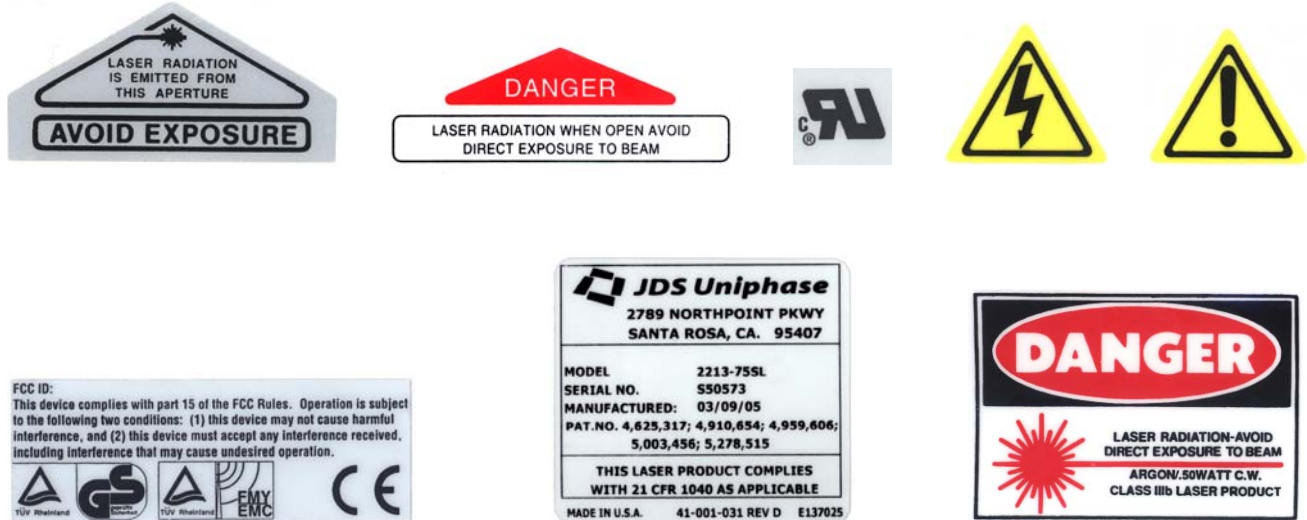 LASER RADIATION
IS EMITTED FROM
THIS APERTURE
AVOID EXPOSURE
DANGER
LASER RADIATION WHEN OPEN AVOID
DIRECT EXPOSURE TO BEAM
c RU ®
JDS Uniphase
2789 NORTHPOINT PKWY
SANTA ROSA, CA. 95407
MODEL 2213-75SL
SERIAL NO. S50573
MANUFACTURED: 03/09/05
PAT.NO. 4,625,317; 4,910,654; 4,959,606;
5,003,456; 5,278,515
THIS LASER PRODUCT COMPLIES
WITH 21 CFR 1040 AS APPLICABLE
MADE IN U.S.A. 41-001-031 REV D E137025
FCC ID:
This device complies with part 15 of the FCC Rules. Operation is subject
to the following two conditions: (1) this device may not cause harmful
interference, and (2) this device must accept any interference received,
including interference that may cause undesired operation.
TÜV Rheinland
GS
geprüfte
Sicherheit
TÜV Rheinland
EMV
EMC
CE
DANGER
LASER RADIATION-AVOID
DIRECT EXPOSURE TO BEAM
ARGON/.50WATT C.W.
CLASS IIIb LASER PRODUCT